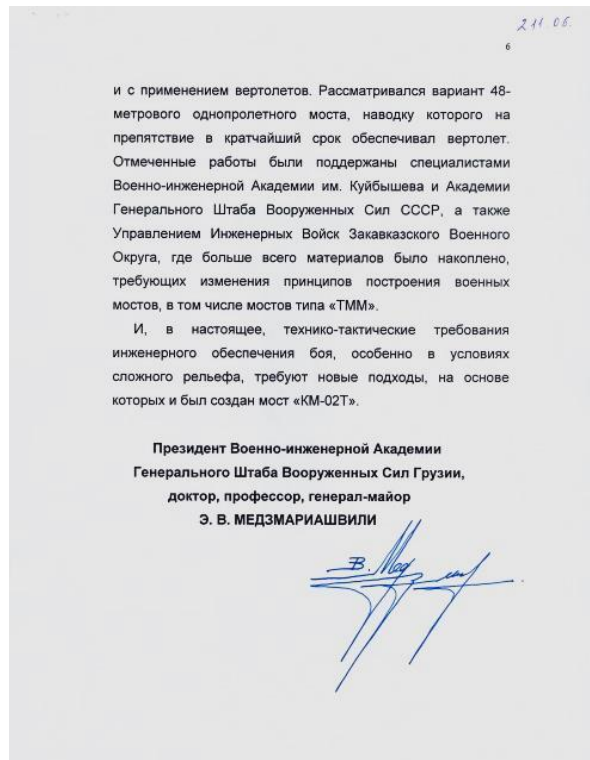 211 06.
6
и с применением вертолетов. Рассматривался вариант 48-
метрового однопролетного моста, наводку которого на
препятствие в кратчайший срок обеспечивал вертолет.
Отмеченные работы были поддержаны специалистами
Военно-инженерной Академии им. Куйбышева и Академии
Генерального Штаба Вооруженных Сил СССР, а также
Управлением Инженерных Войск Закавказского Военного
Округа, где больше всего материалов было накоплено,
требующих изменения принципов построения военных
мостов, в том числе мостов типа «ТММ».
И, в настоящее, технико-тактические требования
инженерного обеспечения боя, особенно в условиях
сложного рельефа, требуют новые подходы, на основе
которых и был создан мост «КМ-02Т».
Президент Военно-инженерной Академии
Генерального Штаба Вооруженных Сил Грузии,
доктор, профессор, генерал-майор
Э. В. МЕДЗМАРИАШВИЛИ